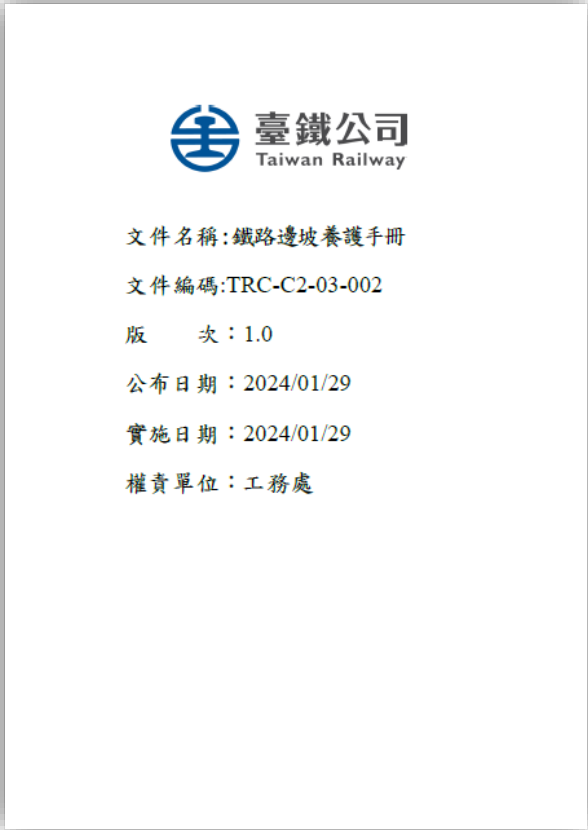 臺鐵公司
Taiwan Railway
文件名稱:鐵路邊坡養護手冊
文件編碼:TRC-C2-03-002
版　　次：1.0
公布日期：2024/01/29
實施日期：2024/01/29
權責單位：工務處